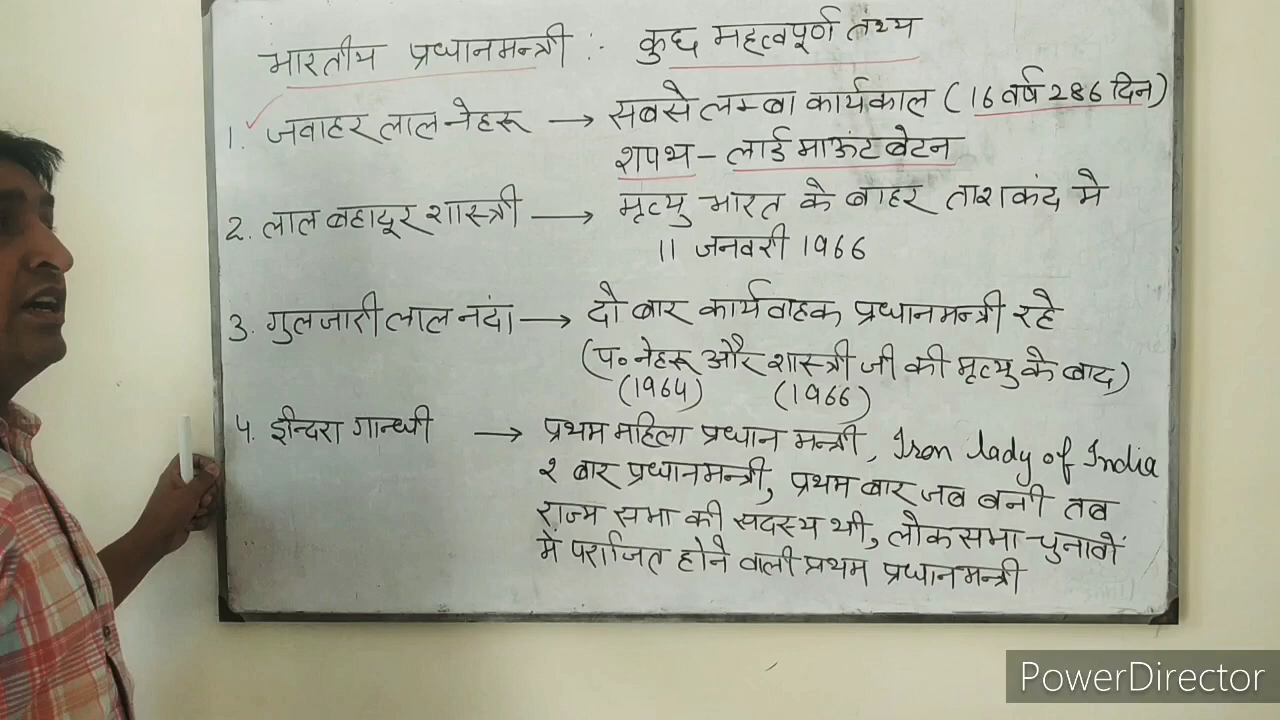 भारतीय प्रधानमन्त्री : कुछ महत्वपूर्ण तथ्य
1. जवाहर लाल नेहरू → सबसे लम्बा कार्यकाल (16 वर्ष 286 दिन)
शपथ - लार्ड माऊंट बेटन
2. लाल बहादूर शास्त्री → मृत्यु भारत के बाहर ताशकंद मे
11 जनवरी 1966
3. गुलजारी लाल नंदा → दो बार कार्यवाहक प्रधानमन्त्री रहे
(प॰ नेहरू और शास्त्री जी की मृत्यु के बाद)
(1964) (1966)
4. इन्दिरा गान्धी → प्रथम महिला प्रधान मन्त्री, Iron lady of India
२ बार प्रधानमन्त्री, प्रथम बार जब बनी तब
राज्य सभा की सदस्य थी, लोकसभा चुनावों
में पराजित होने वाली प्रथम प्रधानमन्त्री
PowerDirector